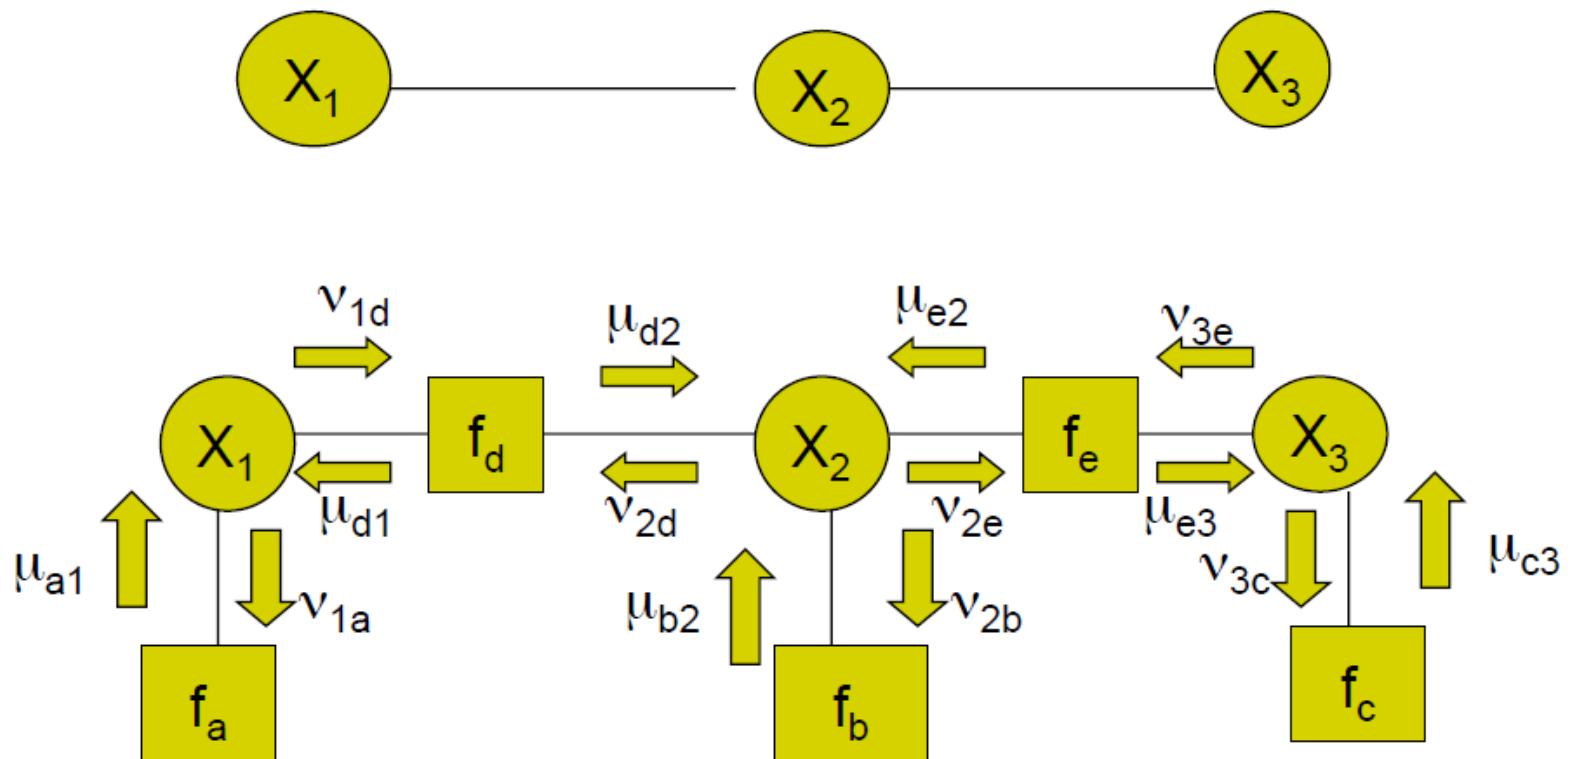 X₁ X₂ X₃
ν₁d μd₂ μe₂ ν₃e
X₁ fd X₂ fe X₃
μd₁ ν₂d ν₂e μe₃
μa₁ ν₁a μb₂ ν₂b ν₃c μc₃
fa fb fc